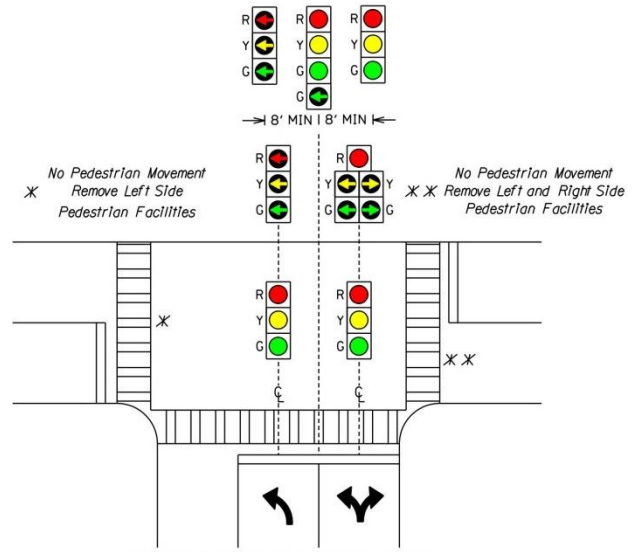 R R R
Y Y Y
G G G
G
8' MIN 8' MIN
R R
Y Y Y
G G G
No Pedestrian Movement
* Remove Left Side
Pedestrian Facilities
No Pedestrian Movement
** Remove Left and Right Side
Pedestrian Facilities
R R
Y Y
G G
*
**
℄ ℄